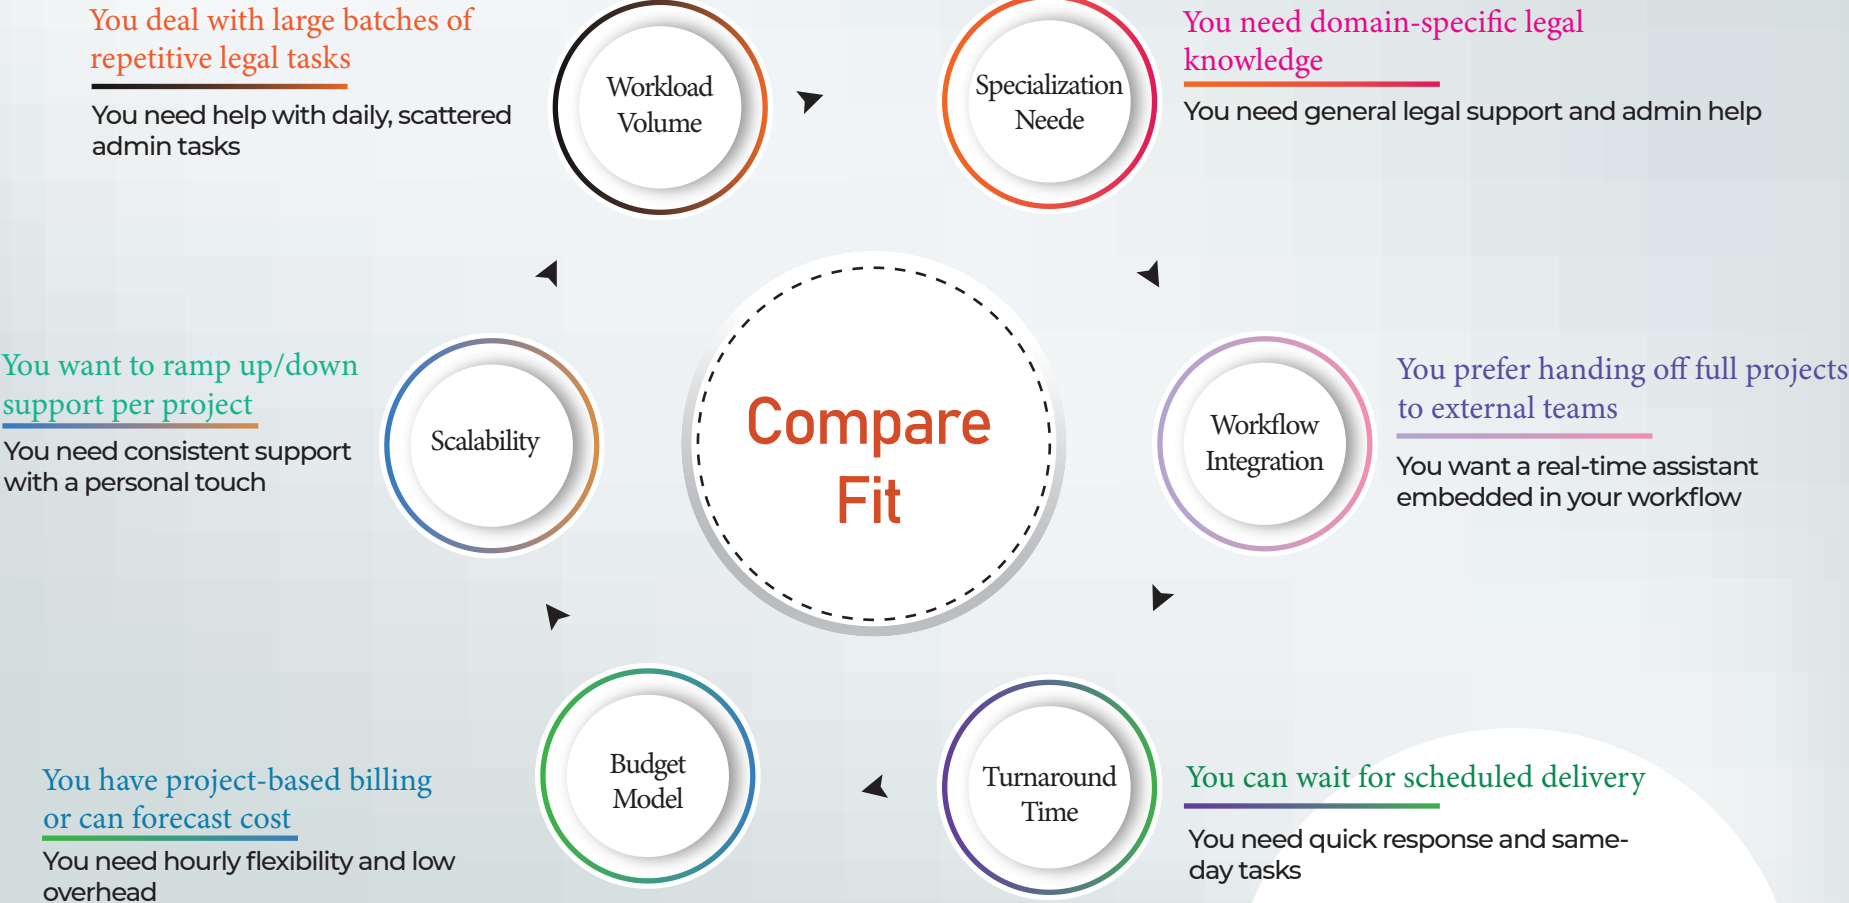 You deal with large batches of
repetitive legal tasks
You need help with daily, scattered
admin tasks
Workload
Volume
Specialization
Neede
You need domain-specific legal
knowledge
You need general legal support and admin help
You want to ramp up/down
support per project
You need consistent support
with a personal touch
Scalability
Compare
Fit
Workflow
Integration
You prefer handing off full projects
to external teams
You want a real-time assistant
embedded in your workflow
You have project-based billing
or can forecast cost
You need hourly flexibility and low
overhead
Budget
Model
Turnaround
Time
You can wait for scheduled delivery
You need quick response and same-
day tasks